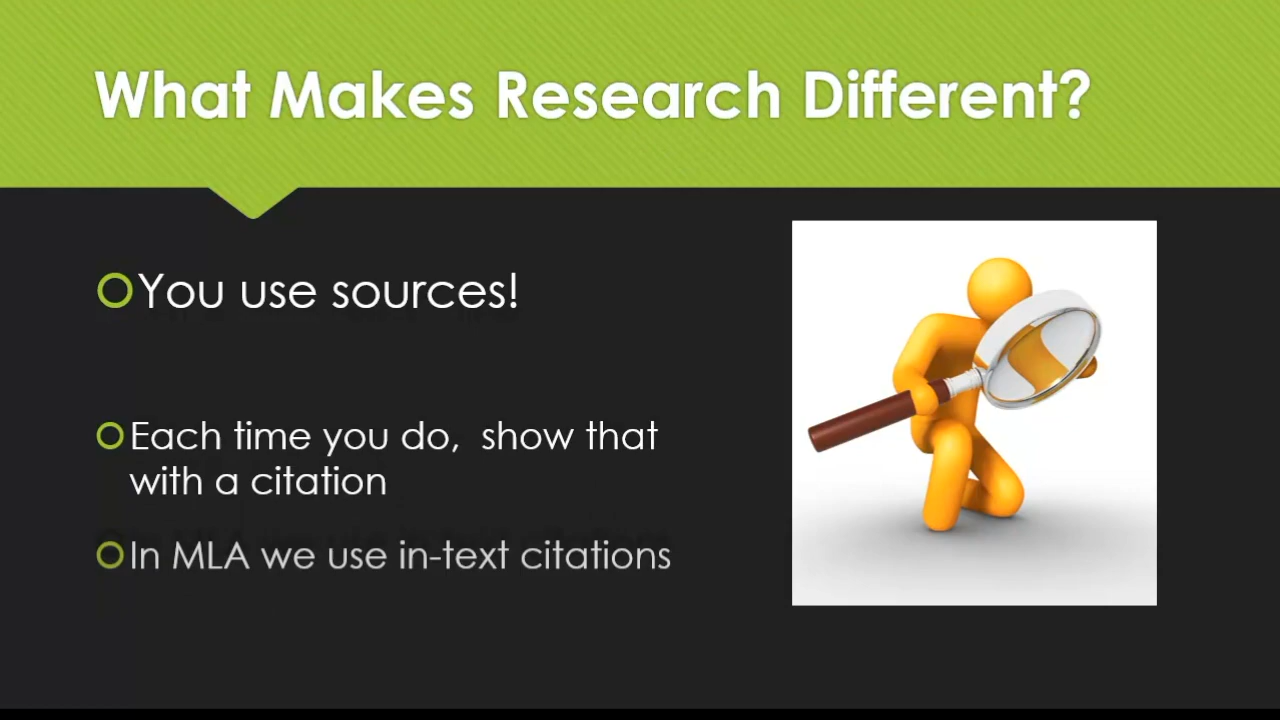 What Makes Research Different?
You use sources!
Each time you do, show that
with a citation
In MLA we use in-text citations